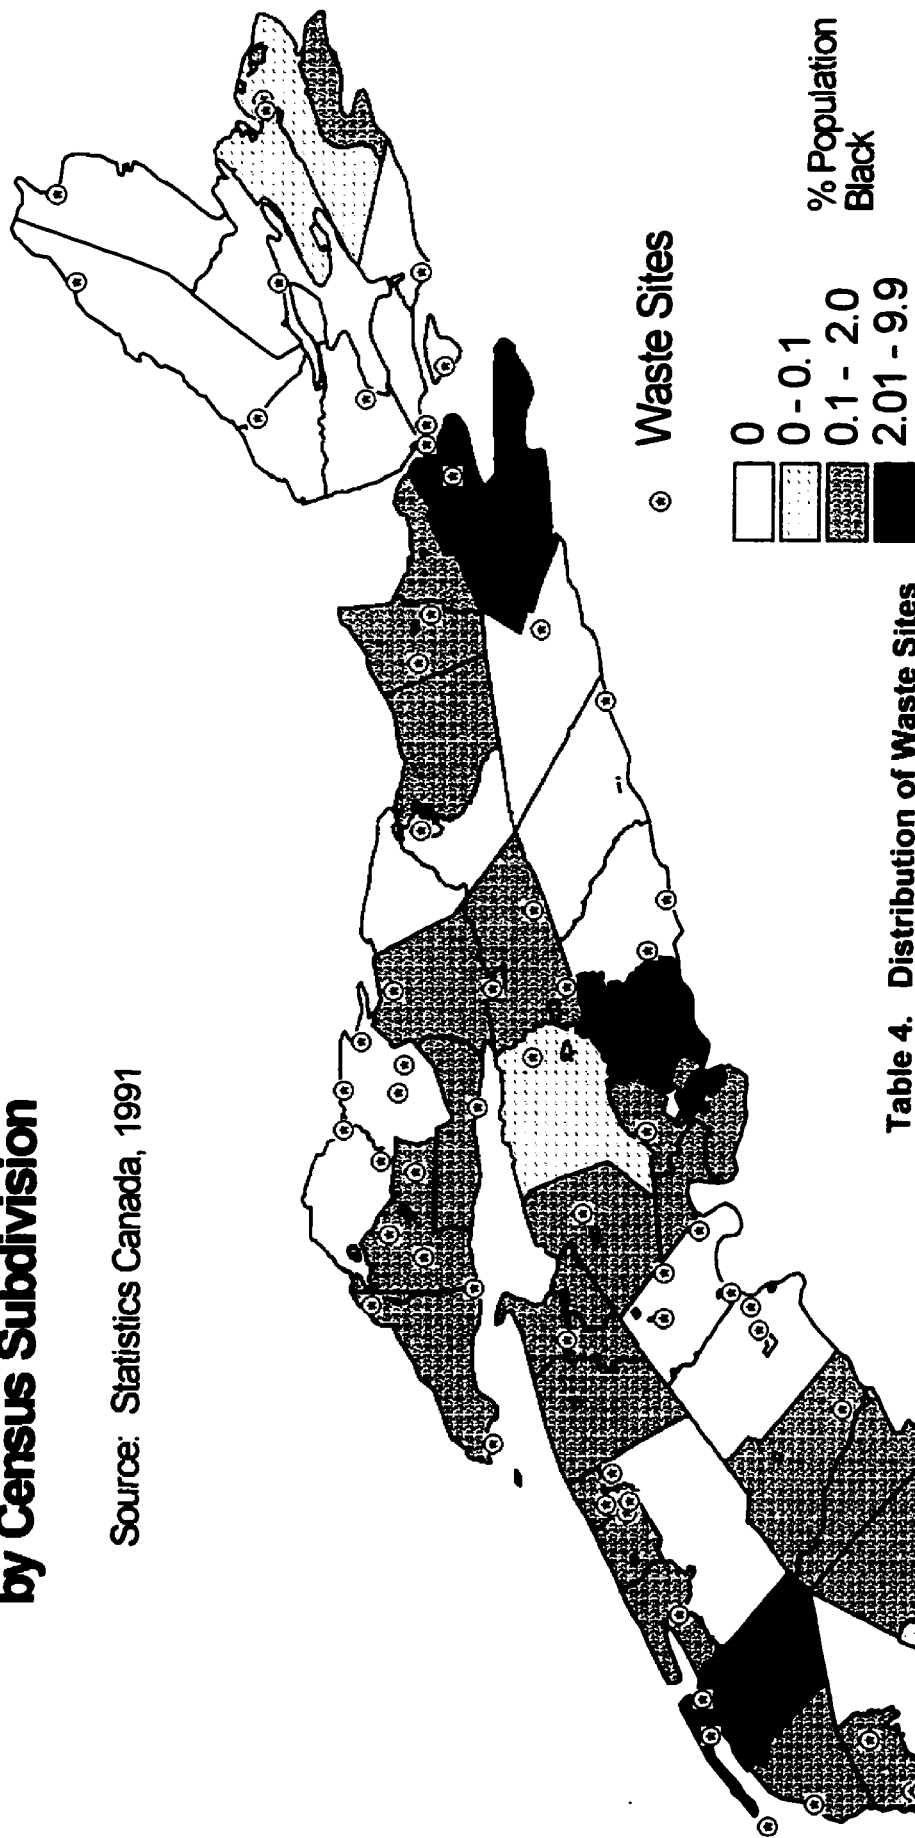 by Census Subdivision
Source: Statistics Canada, 1991
Waste Sites
0
0 - 0.1
0.1 - 2.0
2.01 - 9.9
% Population
Black
Table 4. Distribution of Waste Sites